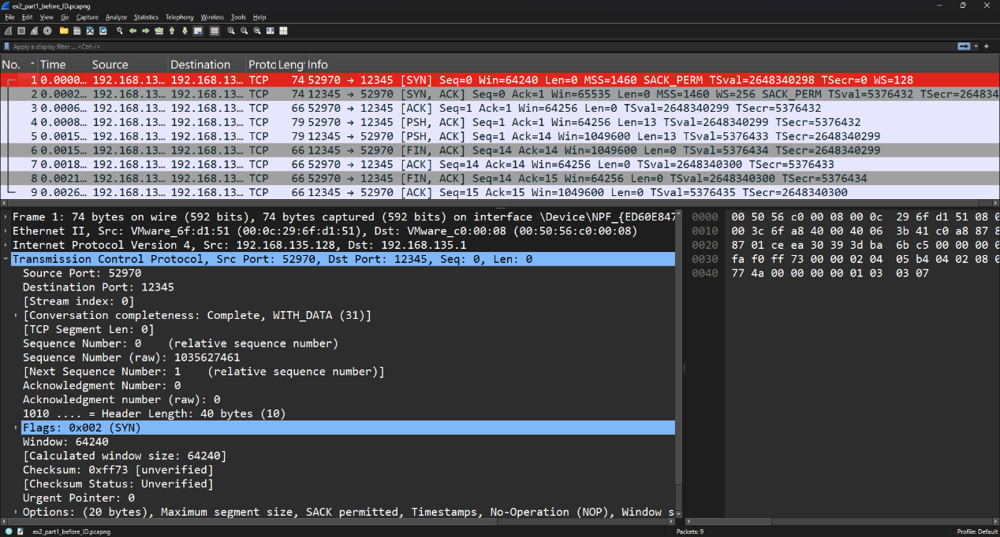 ex2_part1_before_ID.pcapng
File Edit View Go Capture Analyze Statistics Telephony Wireless Tools Help
Apply a display filter ... <Ctrl-/>
No. Time Source Destination Proto Leng Info
1 0.0000… 192.168.13… 192.168.13… TCP 74 52970 → 12345 [SYN] Seq=0 Win=64240 Len=0 MSS=1460 SACK_PERM TSval=2648340298 TSecr=0 WS=128
2 0.0002… 192.168.13… 192.168.13… TCP 74 12345 → 52970 [SYN, ACK] Seq=0 Ack=1 Win=65535 Len=0 MSS=1460 WS=256 SACK_PERM TSval=5376432 TSecr=264834
3 0.0006… 192.168.13… 192.168.13… TCP 66 52970 → 12345 [ACK] Seq=1 Ack=1 Win=64256 Len=0 TSval=2648340299 TSecr=5376432
4 0.0008… 192.168.13… 192.168.13… TCP 79 52970 → 12345 [PSH, ACK] Seq=1 Ack=1 Win=64256 Len=13 TSval=2648340299 TSecr=5376432
5 0.0015… 192.168.13… 192.168.13… TCP 79 12345 → 52970 [PSH, ACK] Seq=1 Ack=14 Win=1049600 Len=13 TSval=5376433 TSecr=2648340299
6 0.0015… 192.168.13… 192.168.13… TCP 66 12345 → 52970 [FIN, ACK] Seq=14 Ack=14 Win=1049600 Len=0 TSval=5376434 TSecr=2648340299
7 0.0018… 192.168.13… 192.168.13… TCP 66 52970 → 12345 [ACK] Seq=14 Ack=14 Win=64256 Len=0 TSval=2648340300 TSecr=5376433
8 0.0021… 192.168.13… 192.168.13… TCP 66 52970 → 12345 [FIN, ACK] Seq=14 Ack=15 Win=64256 Len=0 TSval=2648340300 TSecr=5376434
9 0.0026… 192.168.13… 192.168.13… TCP 66 12345 → 52970 [ACK] Seq=15 Ack=15 Win=1049600 Len=0 TSval=5376435 TSecr=2648340300
Frame 1: 74 bytes on wire (592 bits), 74 bytes captured (592 bits) on interface \Device\NPF_{ED60E847
Ethernet II, Src: VMware_6f:d1:51 (00:0c:29:6f:d1:51), Dst: VMware_c0:00:08 (00:50:56:c0:00:08)
Internet Protocol Version 4, Src: 192.168.135.128, Dst: 192.168.135.1
Transmission Control Protocol, Src Port: 52970, Dst Port: 12345, Seq: 0, Len: 0
Source Port: 52970
Destination Port: 12345
[Stream index: 0]
[Conversation completeness: Complete, WITH_DATA (31)]
[TCP Segment Len: 0]
Sequence Number: 0 (relative sequence number)
Sequence Number (raw): 1035627461
[Next Sequence Number: 1 (relative sequence number)]
Acknowledgment Number: 0
Acknowledgment number (raw): 0
1010 .... = Header Length: 40 bytes (10)
Flags: 0x002 (SYN)
Window: 64240
[Calculated window size: 64240]
Checksum: 0xff73 [unverified]
[Checksum Status: Unverified]
Urgent Pointer: 0
Options: (20 bytes), Maximum segment size, SACK permitted, Timestamps, No-Operation (NOP), Window s
0000 00 50 56 c0 00 08 00 0c 29 6f d1 51 08 0
0010 00 3c 6f a8 40 00 40 06 3b 41 c0 a8 87 8
0020 87 01 ce ea 30 39 3d ba 6b c5 00 00 00 0
0030 fa f0 ff 73 00 00 02 04 05 b4 04 02 08 0
0040 77 4a 00 00 00 00 01 03 03 07
ex2_part1_before_ID.pcapng
Packets: 9
Profile: Default